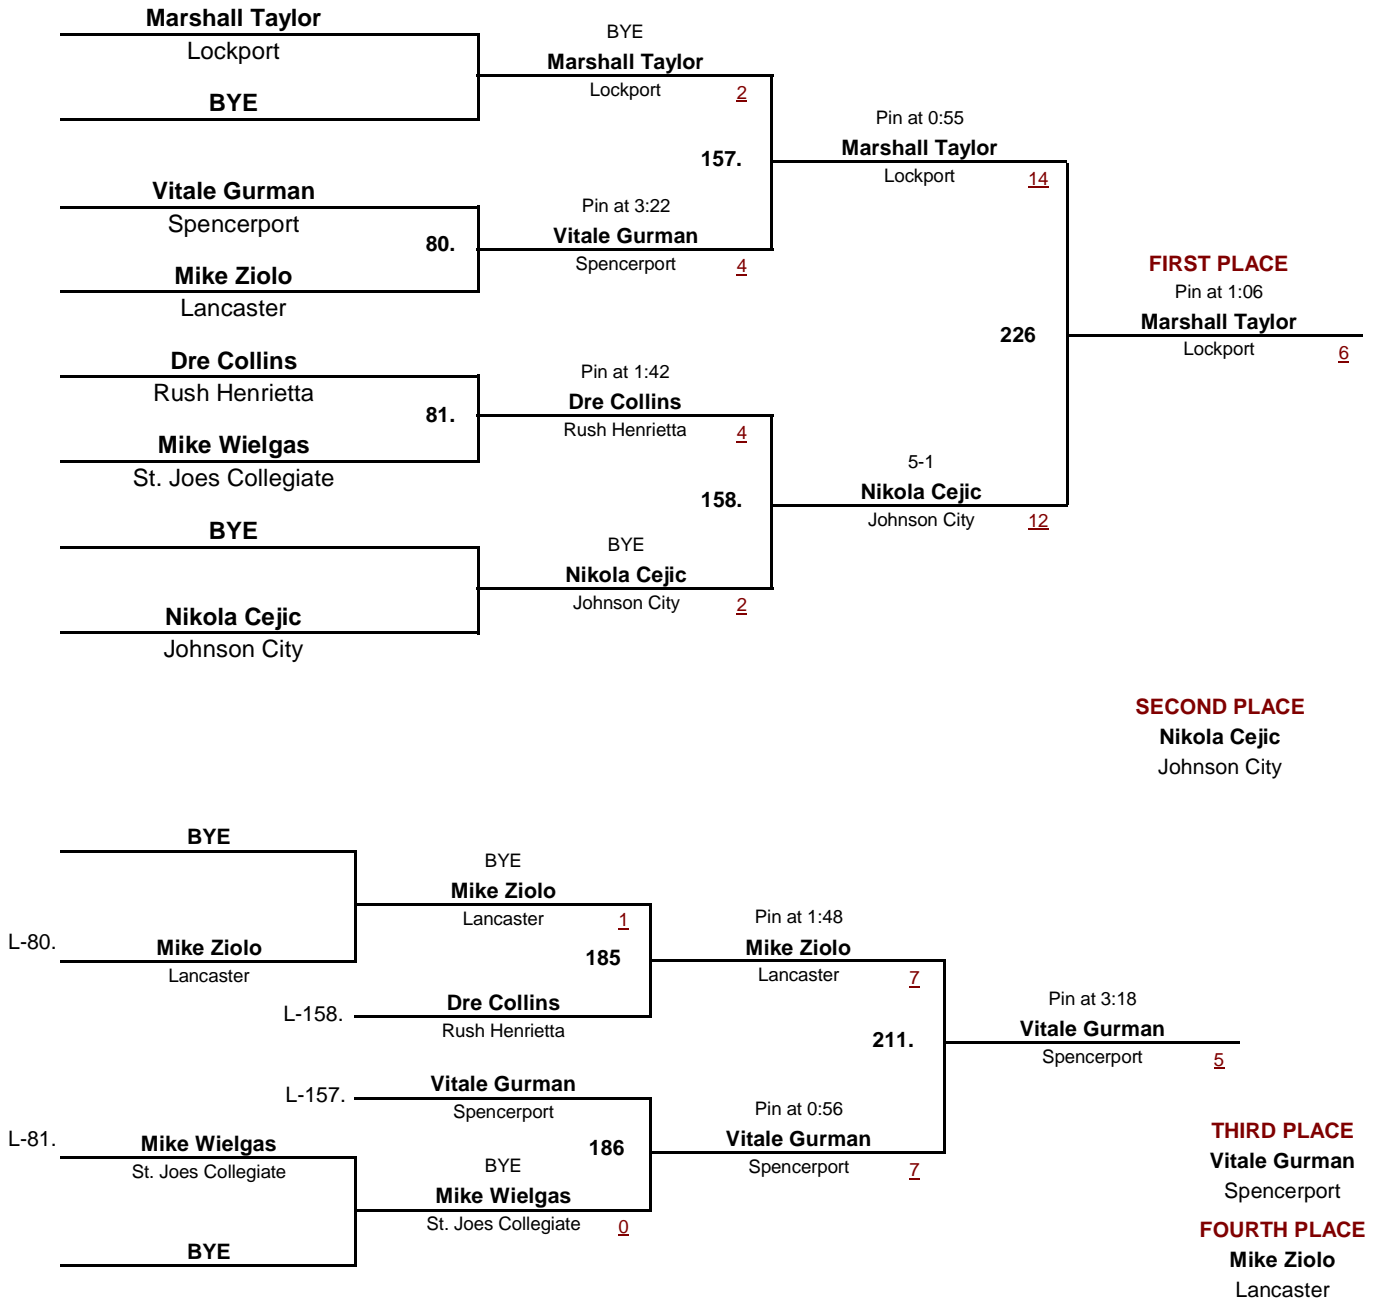 Marshall Taylor
Lockport
BYE
BYE
Marshall Taylor
Lockport 2
157.
Vitale Gurman
Spencerport
80.
Mike Ziolo
Lancaster
Pin at 3:22
Vitale Gurman
Spencerport 4
Pin at 0:55
Marshall Taylor
Lockport 14
Dre Collins
Rush Henrietta
81.
Mike Wielgas
St. Joes Collegiate
Pin at 1:42
Dre Collins
Rush Henrietta 4
158.
BYE
Nikola Cejic
Johnson City
BYE
Nikola Cejic
Johnson City 2
5-1
Nikola Cejic
Johnson City 12
226
FIRST PLACE
Pin at 1:06
Marshall Taylor
Lockport 6
SECOND PLACE
Nikola Cejic
Johnson City
BYE
L-80.
Mike Ziolo
Lancaster
BYE
Mike Ziolo
Lancaster 1
185
L-158.
Dre Collins
Rush Henrietta
Pin at 1:48
Mike Ziolo
Lancaster 7
211.
L-157.
Vitale Gurman
Spencerport
186
L-81.
Mike Wielgas
St. Joes Collegiate
BYE
BYE
Mike Wielgas
St. Joes Collegiate 0
Pin at 0:56
Vitale Gurman
Spencerport 7
Pin at 3:18
Vitale Gurman
Spencerport 5
THIRD PLACE
Vitale Gurman
Spencerport
FOURTH PLACE
Mike Ziolo
Lancaster